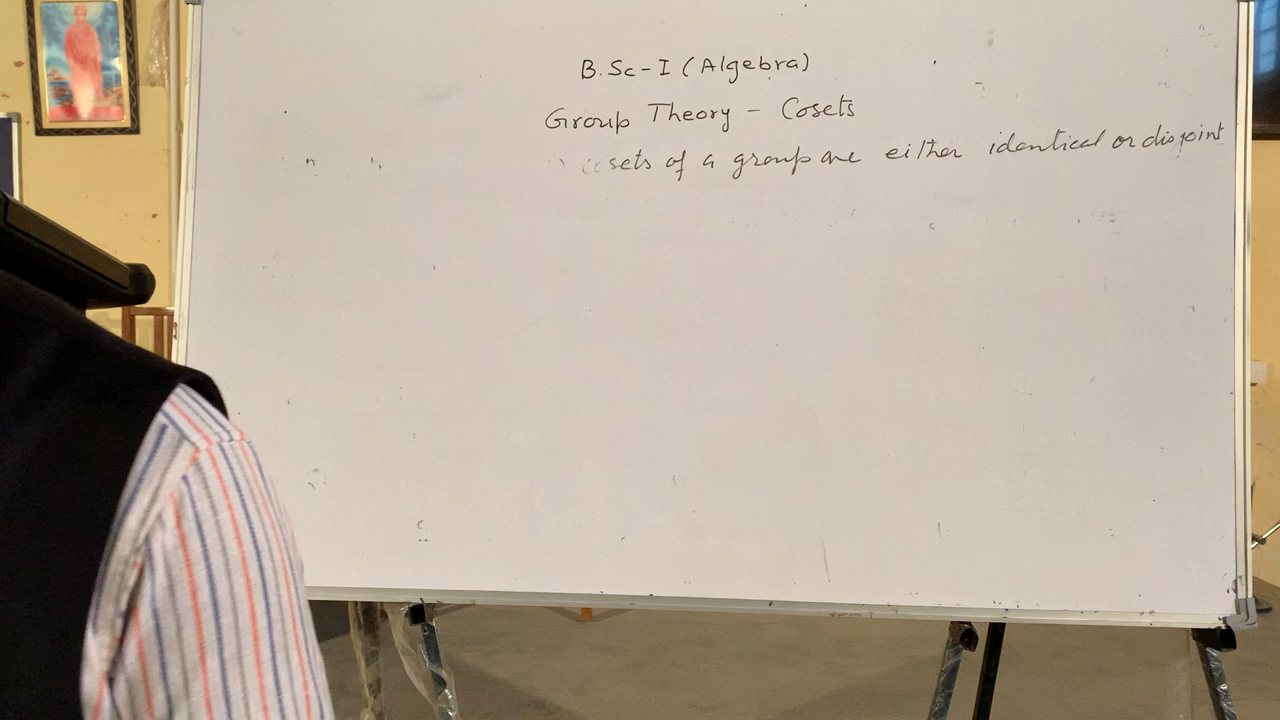 B.Sc-I (Algebra)
Group Theory - Cosets
cosets of a group are either identical or disjoint